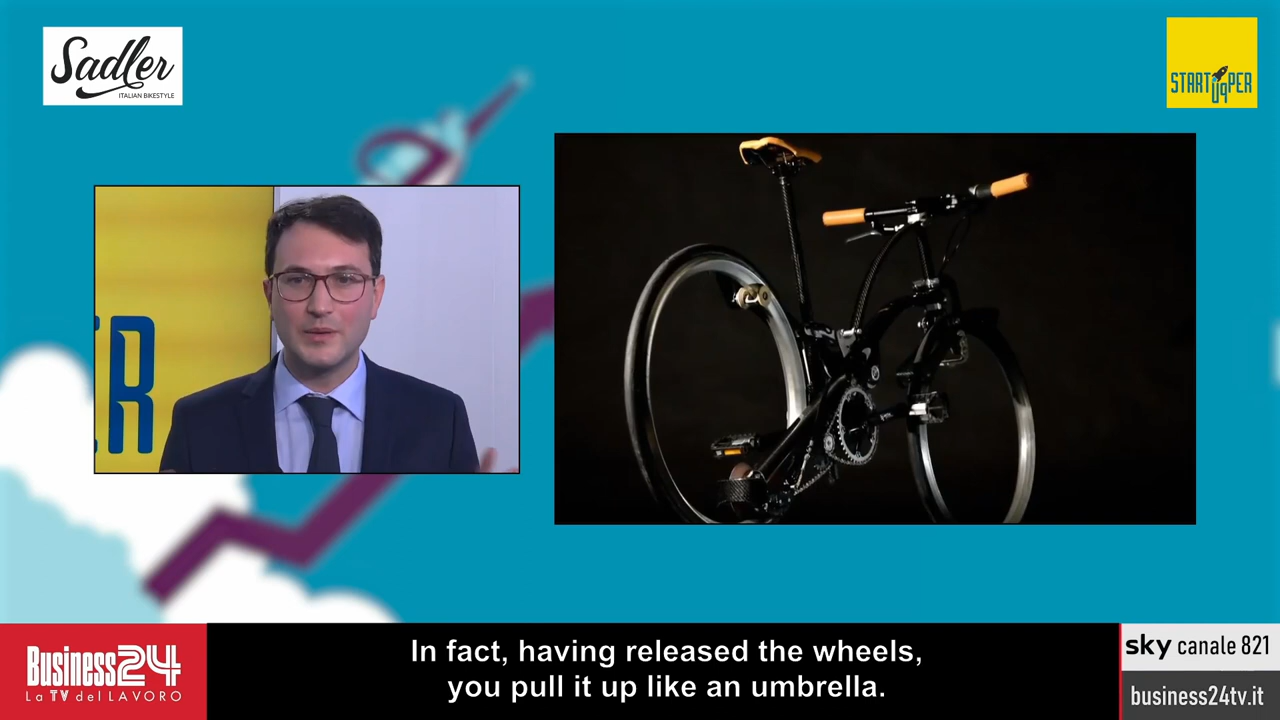 Sadler
ITALIAN BIKESTYLE
STARTUPPER
ER
In fact, having released the wheels,
you pull it up like an umbrella.
Business24
La TV del LAVORO
sky canale 821
business24tv.it